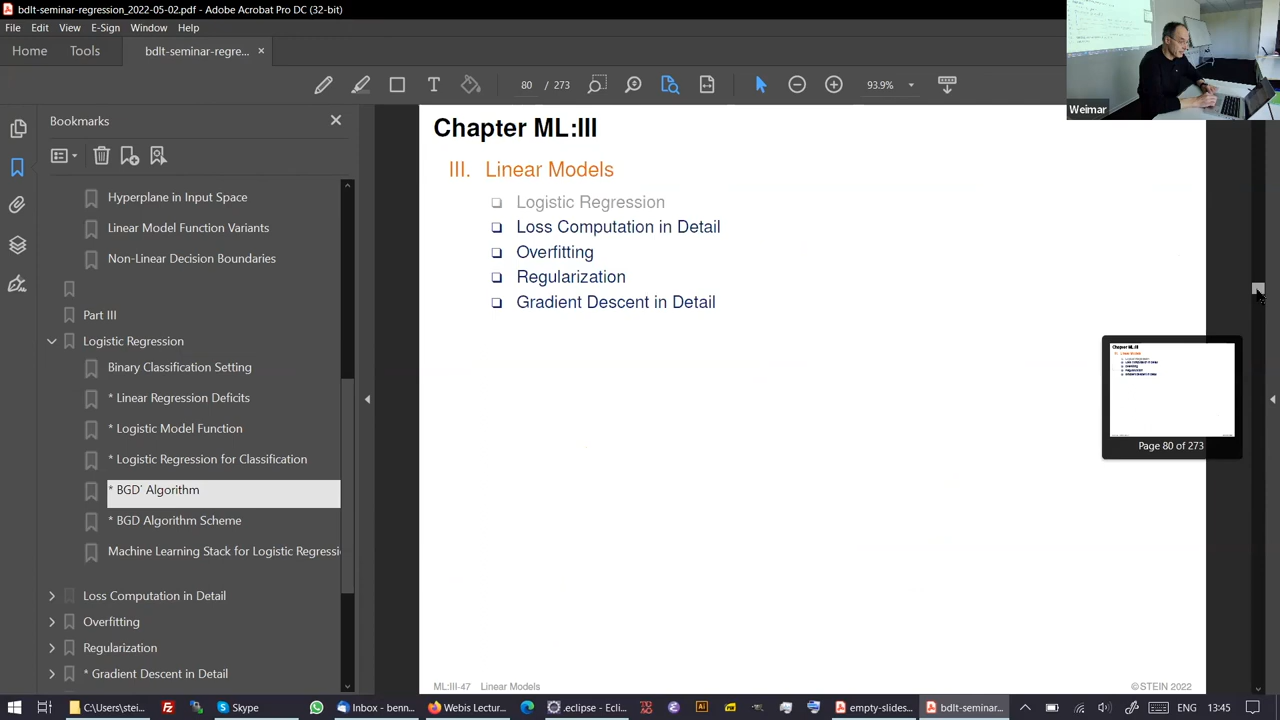 bdlt-seminar-regression_2022-05-02.pdf - Adobe Acrobat Pro DC (32-bit)
File Edit View E-Sign Window Help
Home Tools bdlt-seminar-regre... ×
80 / 273 93.9%
Weimar
Bookmarks
Hyperplane in Input Space
Linear Model Function Variants
Non-Linear Decision Boundaries
Part III
Logistic Regression
Binary Classification Setting
* Linear Regression Deficits
* Logistic Model Function
* Logistic Regression for Classification
* BGD' Algorithm
* BGD Algorithm Scheme
Machine Learning Stack for Logistic Regressi
Loss Computation in Detail
Overfitting
Regularization
* Gradient Descent in Detail
Chapter ML:III
III. Linear Models
❑ Logistic Regression
❑ Loss Computation in Detail
❑ Overfitting
❑ Regularization
❑ Gradient Descent in Detail
Chapter ML:III
Page 80 of 273
ML:III-47 Linear Models
©STEIN 2022
C:\Users\stei... Skype Inbox - benn... Webis Lectur... .eclipse - Ecli... empty-slides... bdlt-seminar... ENG 13:45